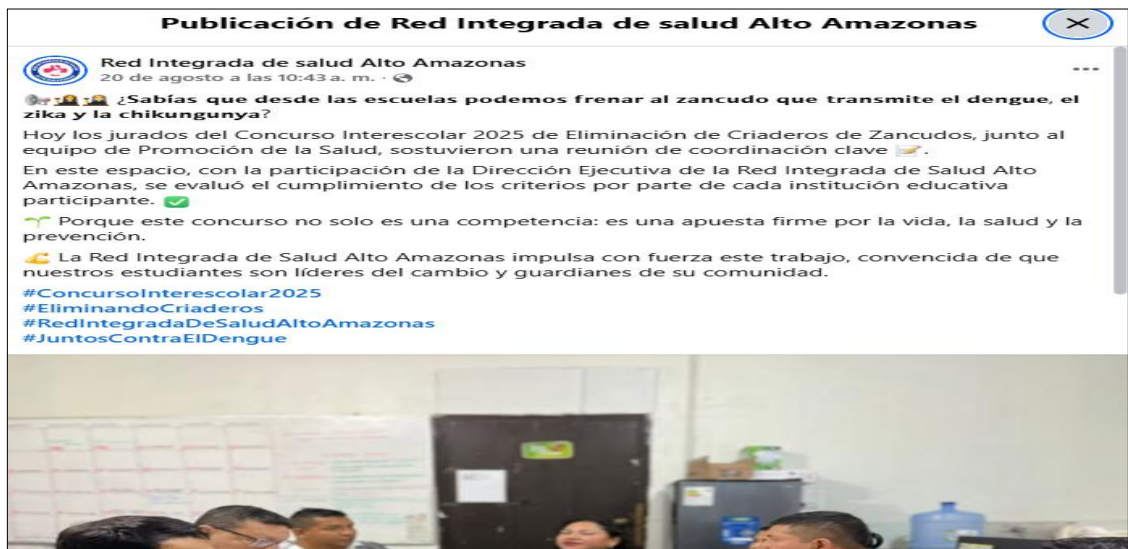 Publicación de Red Integrada de salud Alto Amazonas
Red Integrada de salud Alto Amazonas
20 de agosto a las 10:43 a. m. ·
¿Sabías que desde las escuelas podemos frenar al zancudo que transmite el dengue, el
zika y la chikungunya?
Hoy los jurados del Concurso Interescolar 2025 de Eliminación de Criaderos de Zancudos, junto al
equipo de Promoción de la Salud, sostuvieron una reunión de coordinación clave 📝.
En este espacio, con la participación de la Dirección Ejecutiva de la Red Integrada de Salud Alto
Amazonas, se evaluó el cumplimiento de los criterios por parte de cada institución educativa
participante. ✅
🌱 Porque este concurso no solo es una competencia: es una apuesta firme por la vida, la salud y la
prevención.
💪 La Red Integrada de Salud Alto Amazonas impulsa con fuerza este trabajo, convencida de que
nuestros estudiantes son líderes del cambio y guardianes de su comunidad.
#ConcursoInterescolar2025
#EliminandoCriaderos
#RedIntegradaDeSaludAltoAmazonas
#JuntosContraElDengue